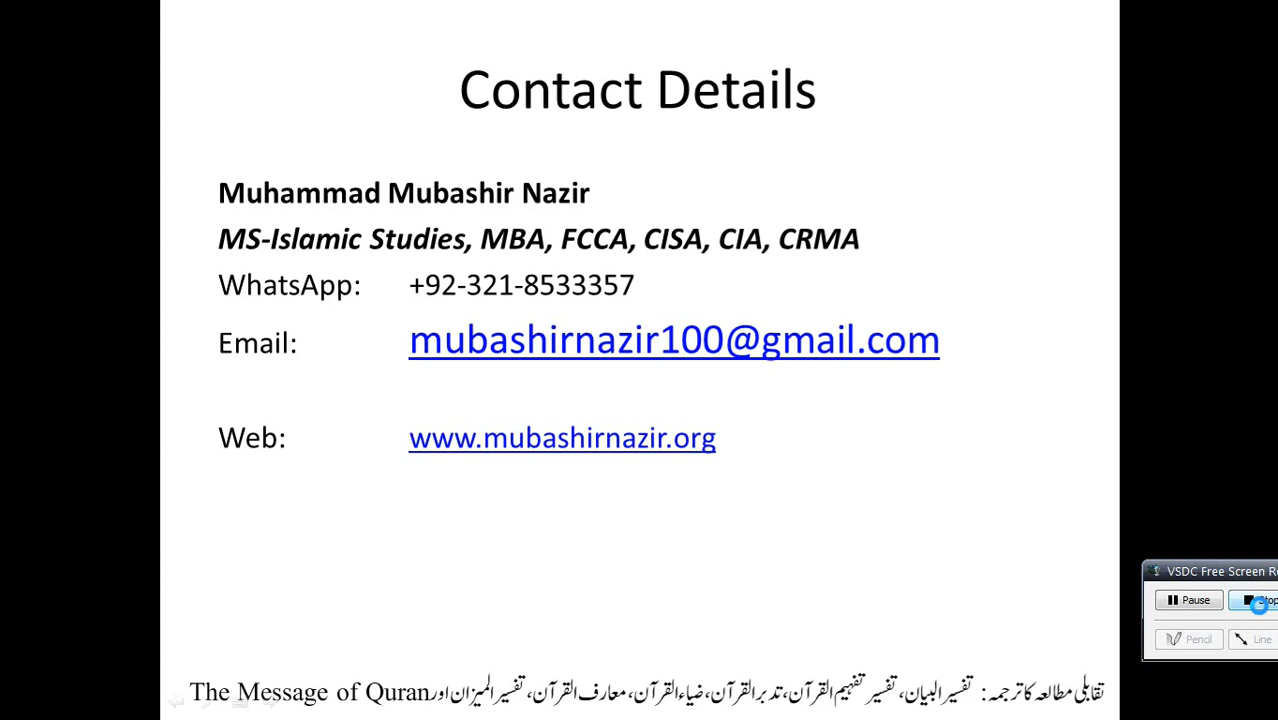 Contact Details
Muhammad Mubashir Nazir
MS-Islamic Studies, MBA, FCCA, CISA, CIA, CRMA
WhatsApp: +92-321-8533357
Email: mubashirnazir100@gmail.com
Web: www.mubashirnazir.org
VSDC Free Screen Re
Pause
Stop
Pencil
Line
تقابلی مطالعہ کا ترجمہ: تفسیر البیان، تفسیر تفہیم القرآن، تدبر القرآن، ضیاء القرآن، معارف القرآن، تفسیر المیزان اور The Message of Quran